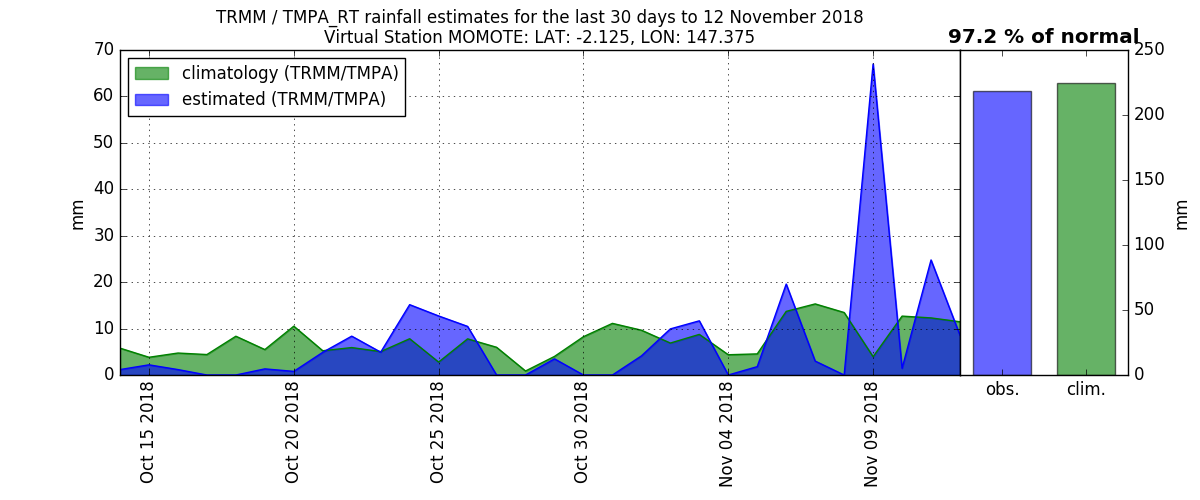 TRMM / TMPA_RT rainfall estimates for the last 30 days to 12 November 2018
Virtual Station MOMOTE: LAT: -2.125, LON: 147.375
97.2 % of normal
climatology (TRMM/TMPA)
estimated (TRMM/TMPA)
70
60
50
40
30
20
10
0
mm
Oct 15 2018
Oct 20 2018
Oct 25 2018
Oct 30 2018
Nov 04 2018
Nov 09 2018
obs.
clim.
250
200
150
100
50
0
mm